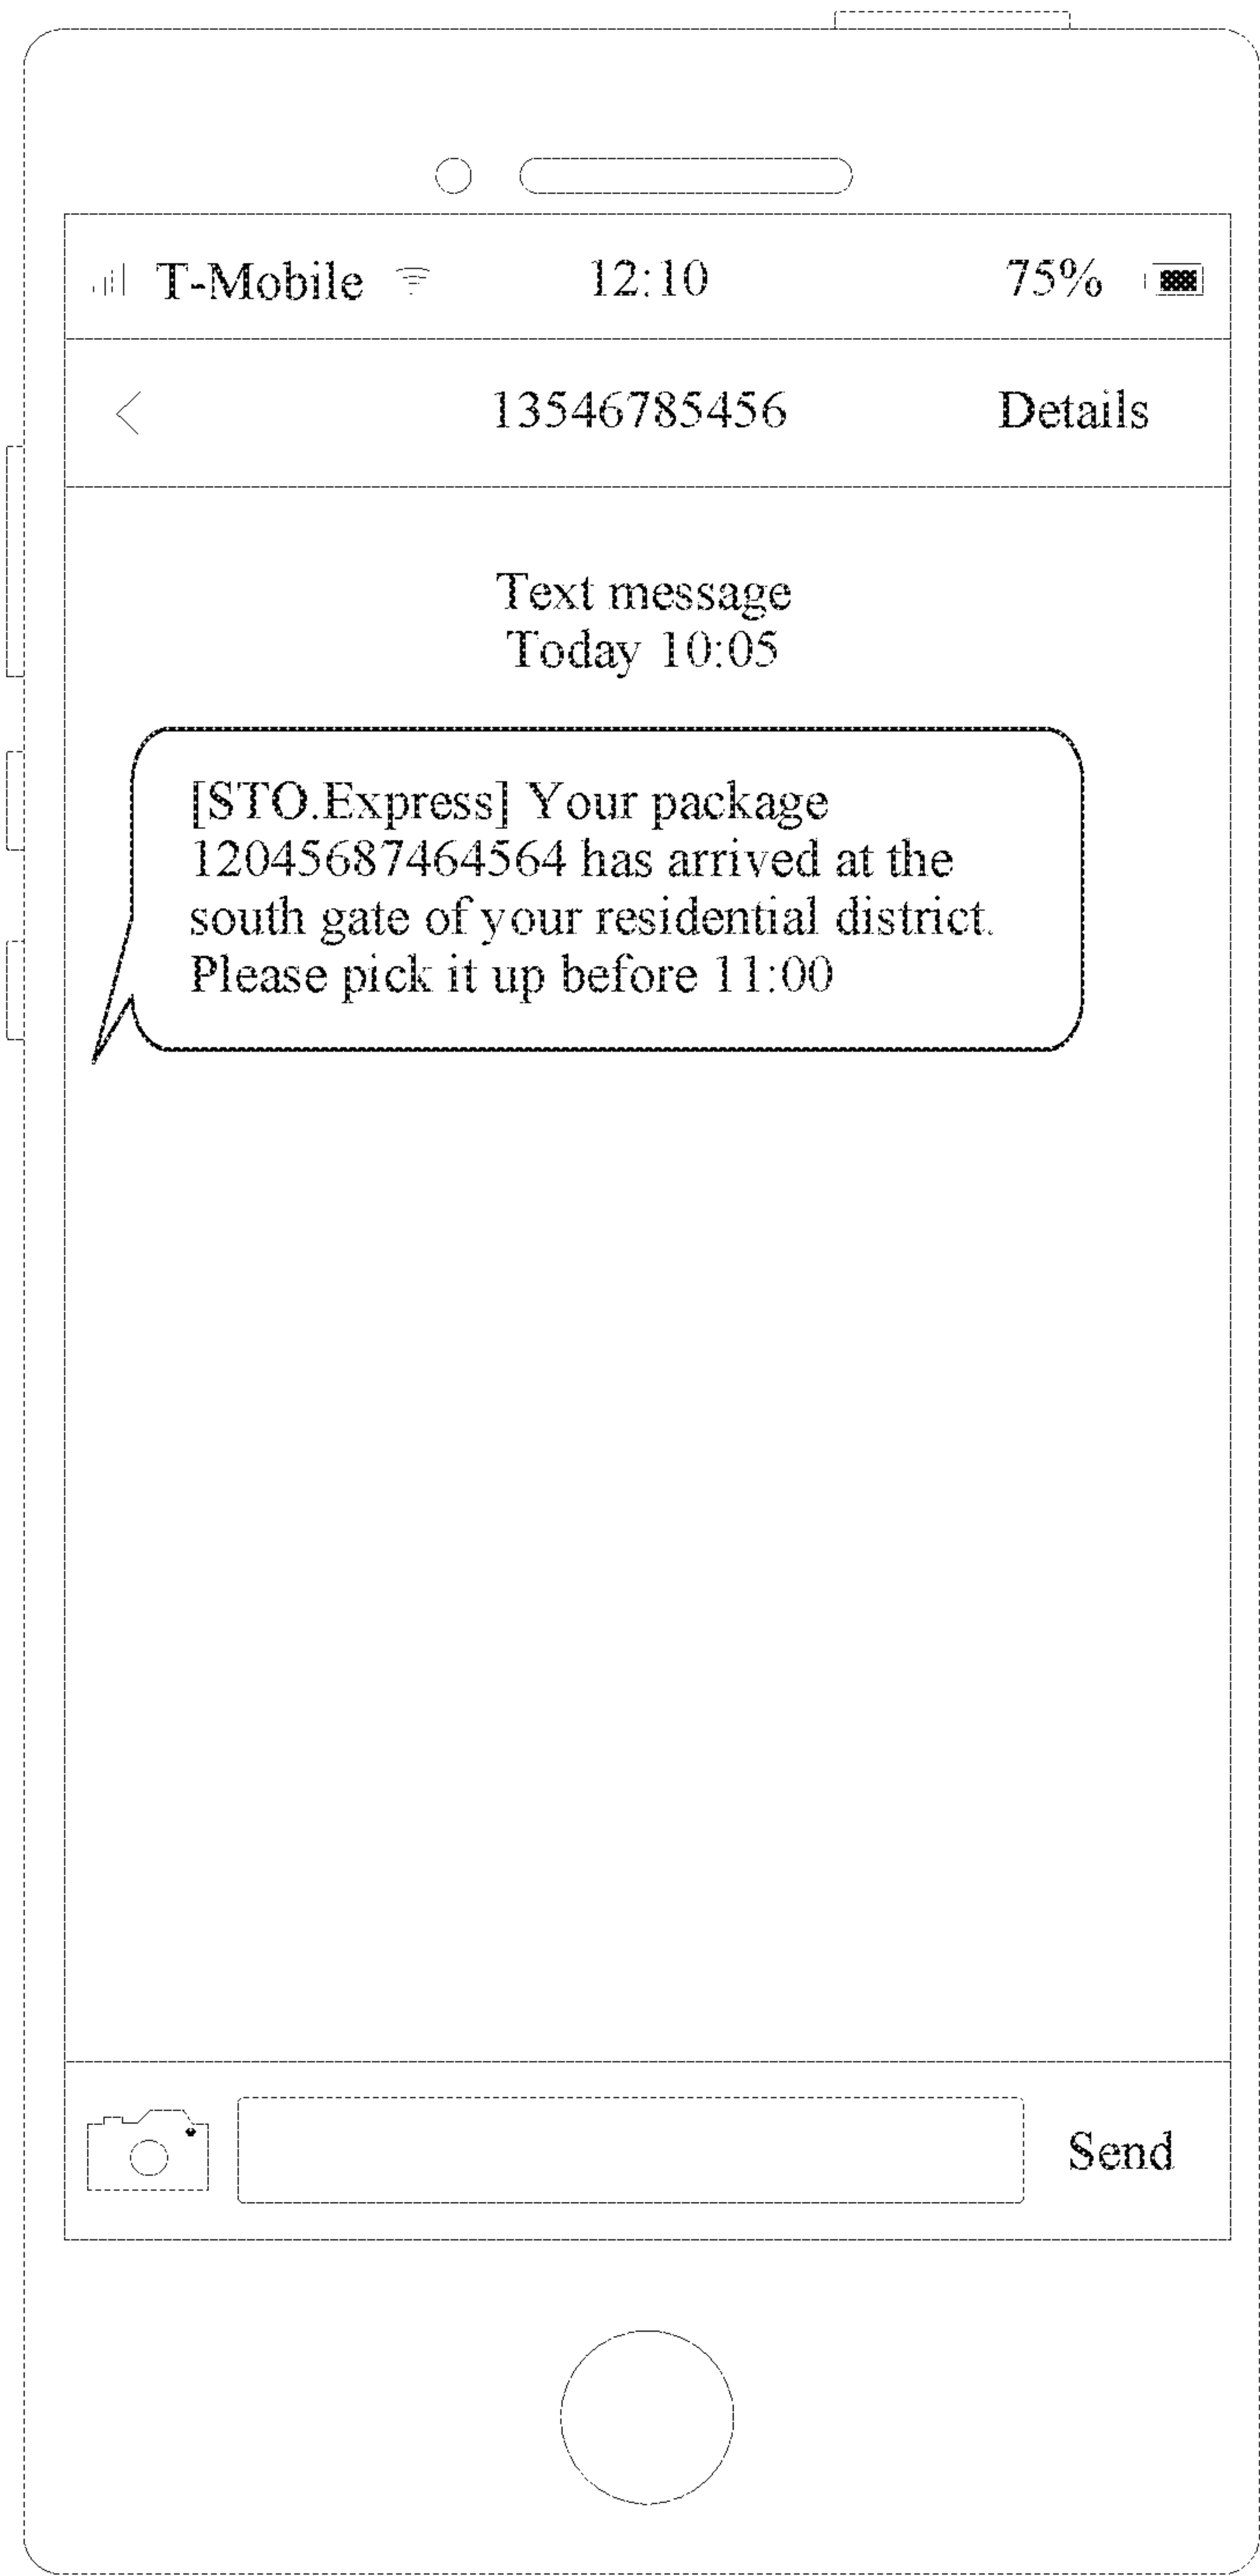 T-Mobile 12:10 75%
13546785456 Details
Text message
Today 10:05
[STO.Express] Your package
12045687464564 has arrived at the
south gate of your residential district.
Please pick it up before 11:00
Send